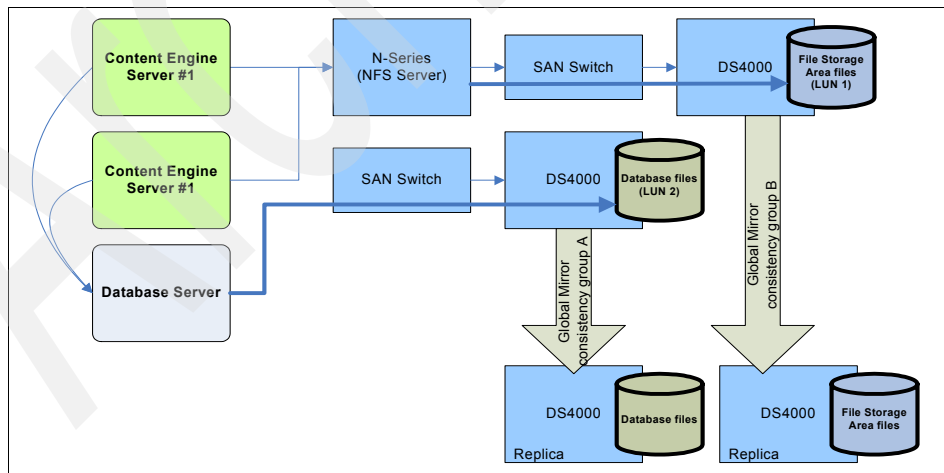 Content Engine
Server #1
N-Series
(NFS Server)
SAN Switch
DS4000
File Storage
Area files
(LUN 1)
Content Engine
Server #1
SAN Switch
DS4000
Database files
(LUN 2)
Database Server
Global Mirror
consistency group A
Global Mirror
consistency group B
DS4000
Database files
Replica
DS4000
File Storage
Area files
Replica